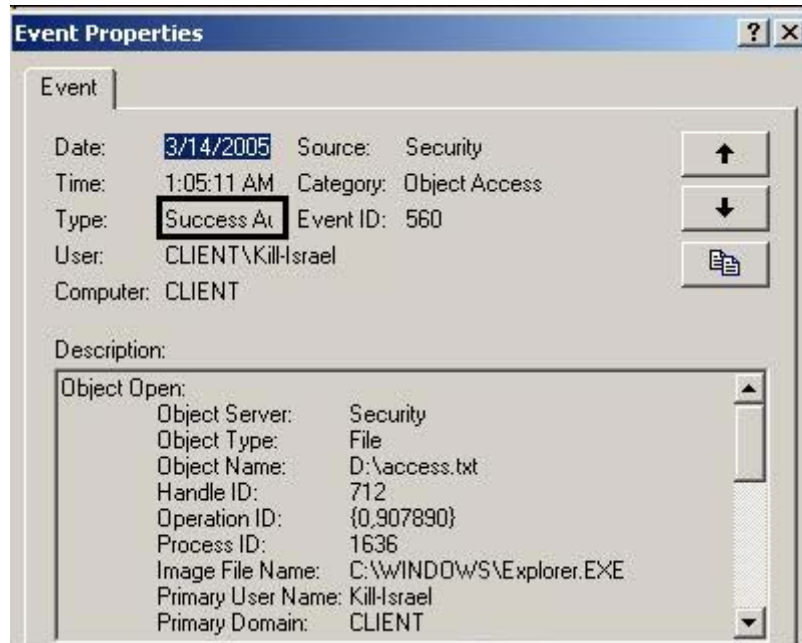 Event Properties
Event
Date: 3/14/2005 Source: Security
Time: 1:05:11 AM Category: Object Access
Type: Success Au Event ID: 560
User: CLIENT\Kill-Israel
Computer: CLIENT
Description:
Object Open:
Object Server: Security
Object Type: File
Object Name: D:\access.txt
Handle ID: 712
Operation ID: {0,907890}
Process ID: 1636
Image File Name: C:\WINDOWS\Explorer.EXE
Primary User Name: Kill-Israel
Primary Domain: CLIENT